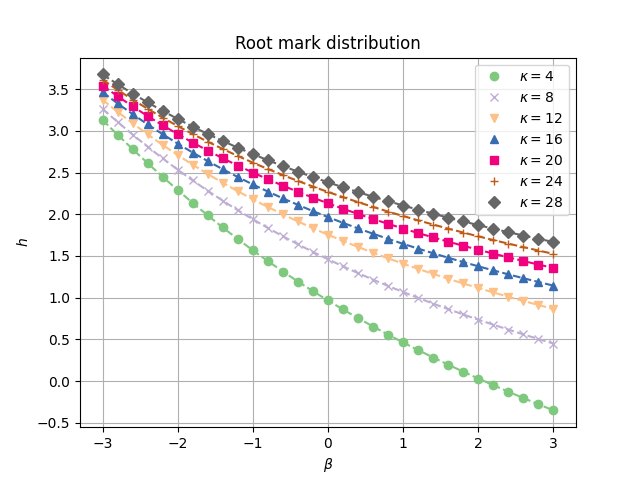 Root mark distribution
h
3.5
3.0
2.5
2.0
1.5
1.0
0.5
0.0
−0.5
−3 −2 −1 0 1 2 3
β
κ = 4
κ = 8
κ = 12
κ = 16
κ = 20
κ = 24
κ = 28